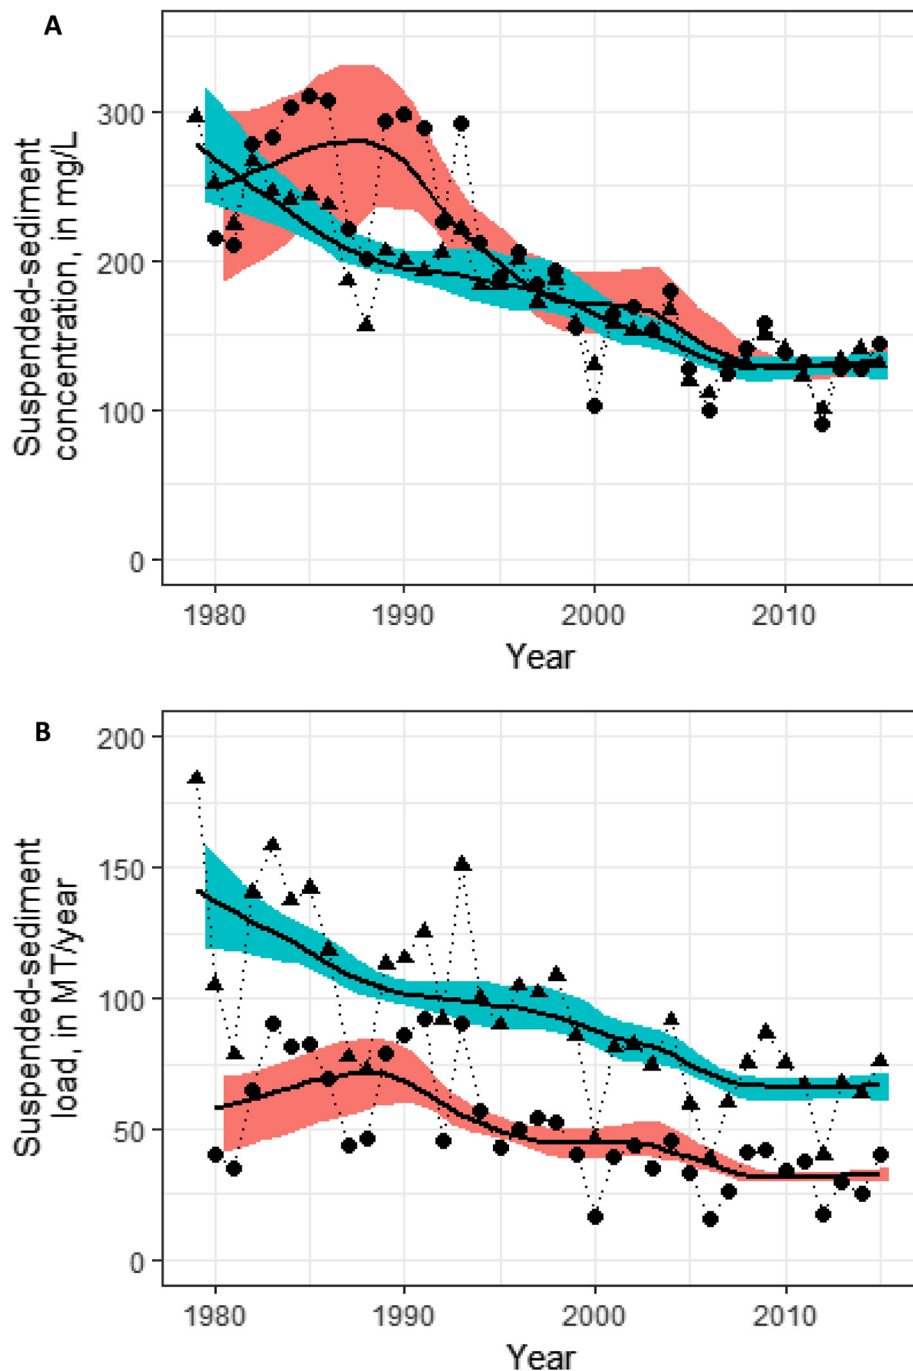 A
Suspended-sediment
concentration, in mg/L
300
200
100
0
1980 1990 2000 2010
Year
B
Suspended-sediment
load, in MT/year
200
150
100
50
0
1980 1990 2000 2010
Year